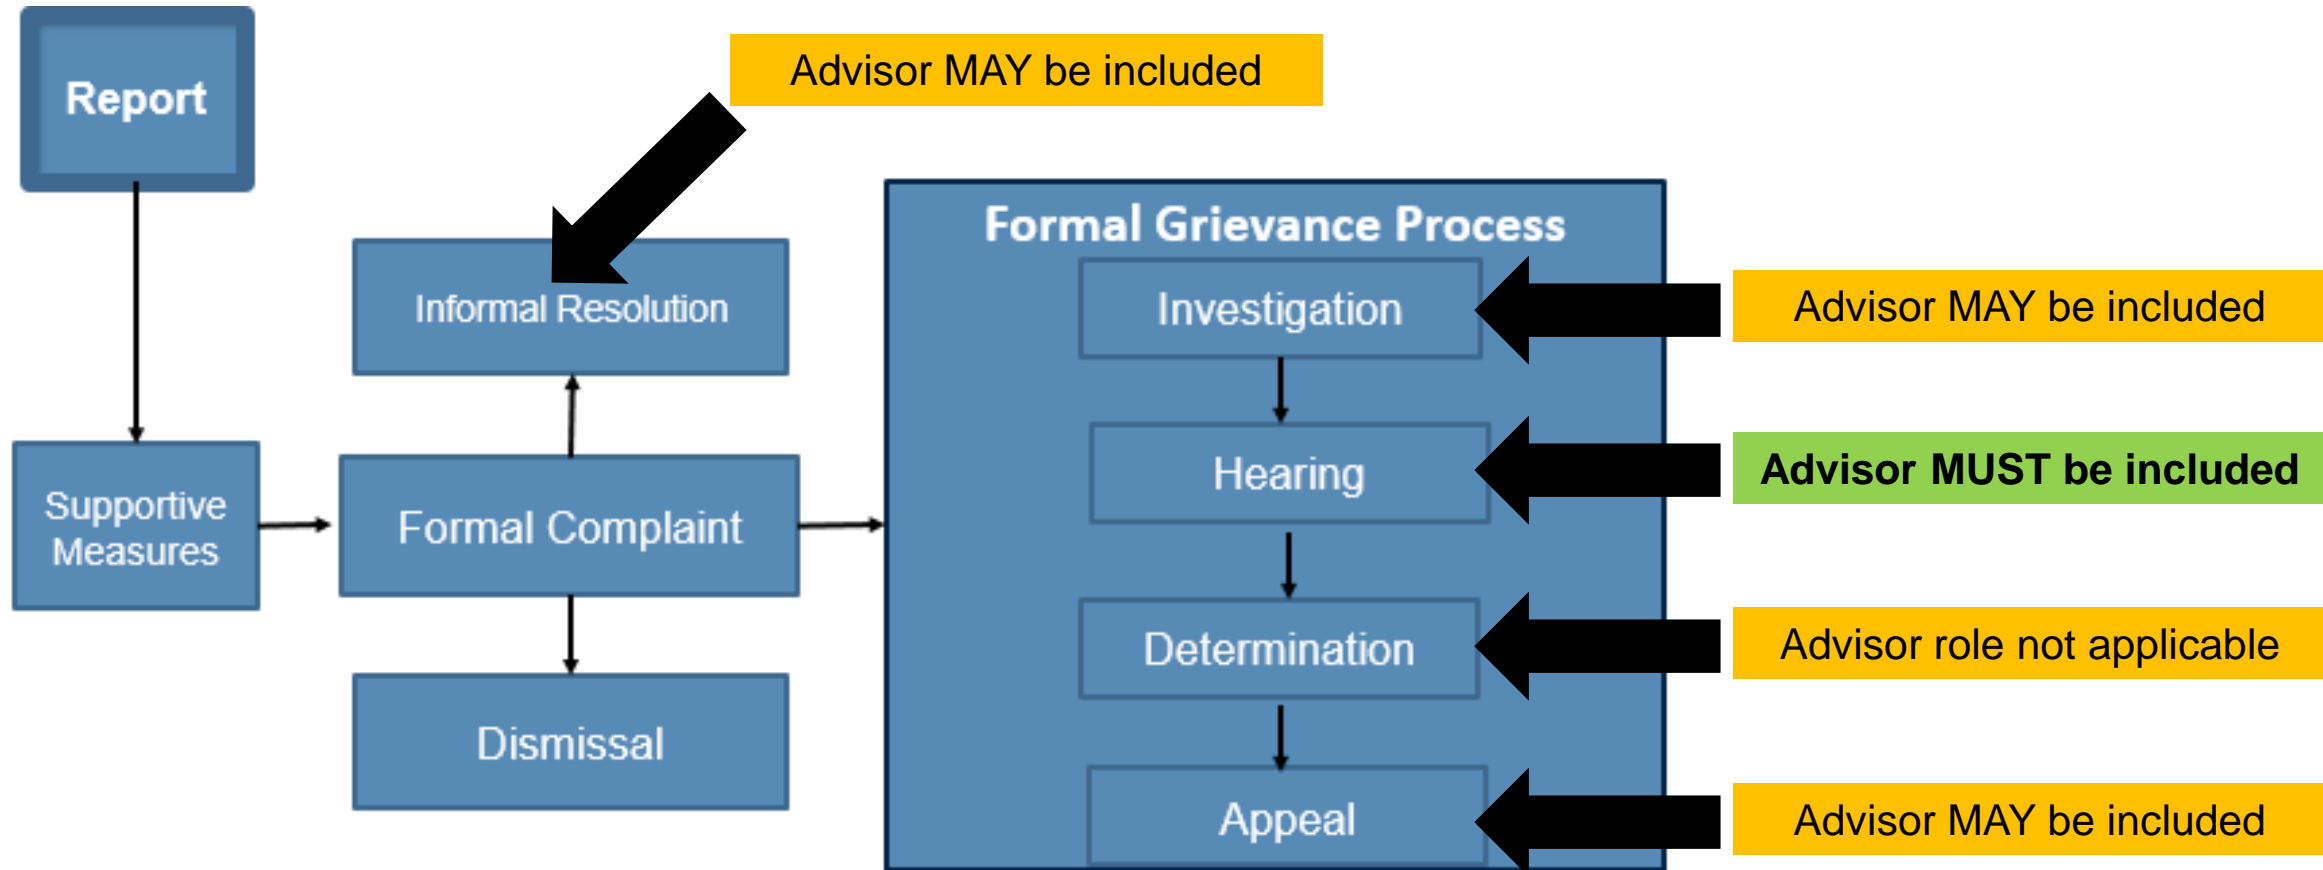 Report
Advisor MAY be included
Formal Grievance Process
Informal Resolution
Investigation
Advisor MAY be included
Hearing
Advisor MUST be included
Supportive
Measures
Formal Complaint
Determination
Advisor role not applicable
Dismissal
Appeal
Advisor MAY be included